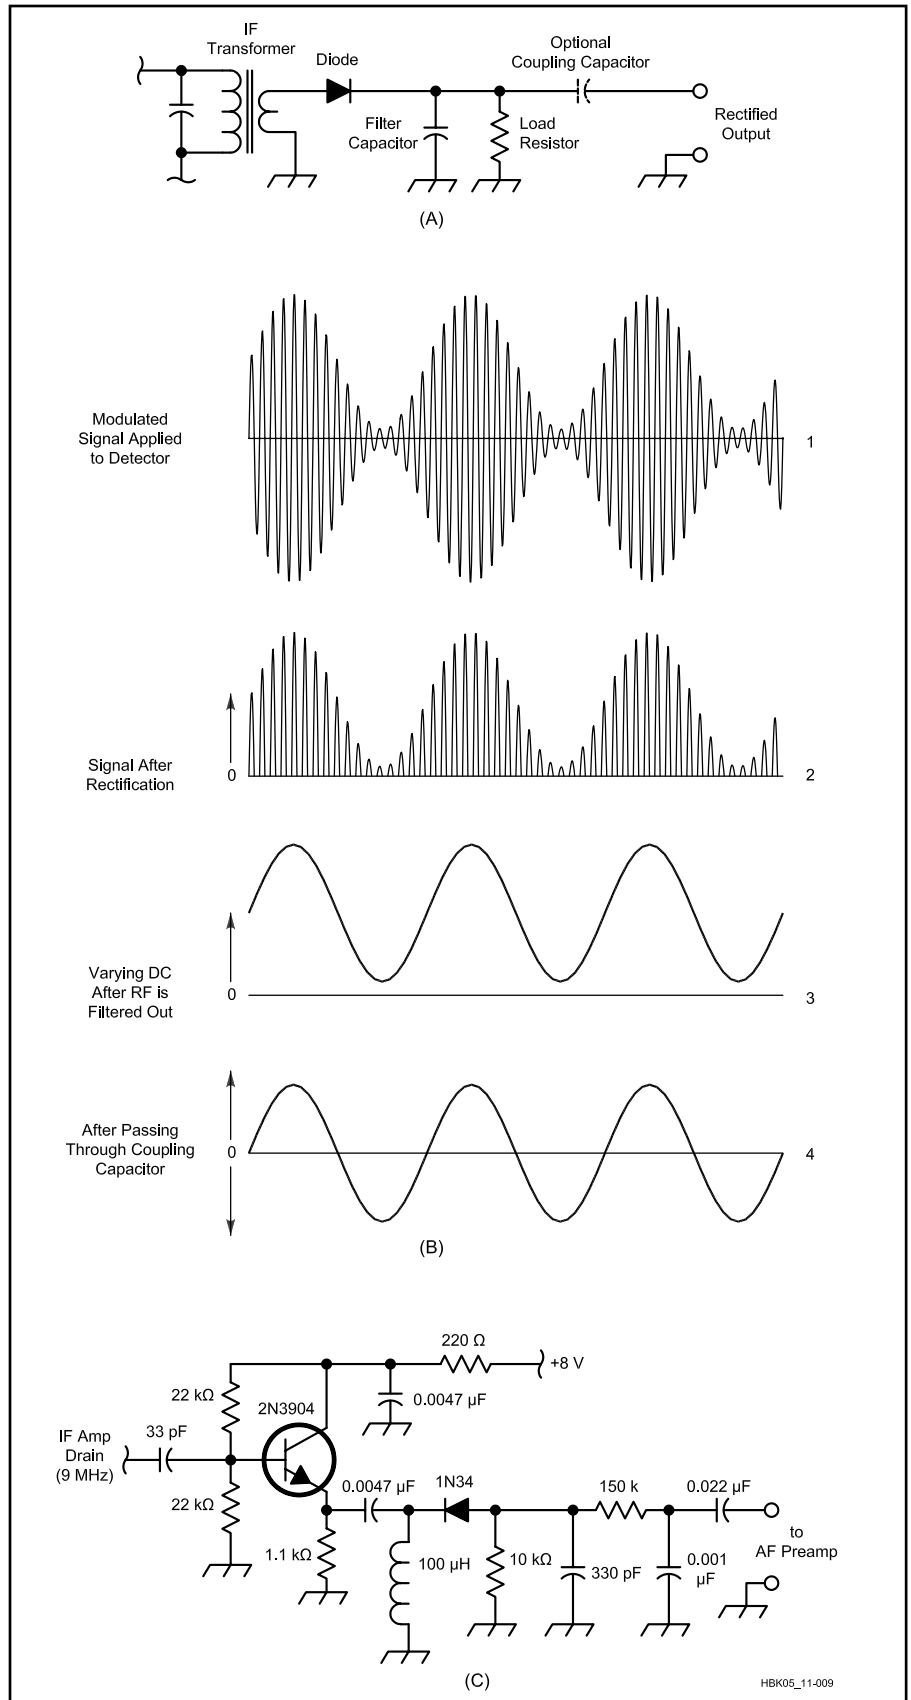 IF
Transformer
Diode
Optional
Coupling Capacitor
Filter
Capacitor
Load
Resistor
Rectified
Output
(A)
Modulated
Signal Applied
to Detector
1
Signal After
Rectification
0
2
Varying DC
After RF is
Filtered Out
0
3
After Passing
Through Coupling
Capacitor
0
4
(B)
220 Ω
+8 V
22 kΩ
2N3904
0.0047 µF
IF Amp
Drain
(9 MHz)
33 pF
22 kΩ
0.0047 µF
1N34
150 k
0.022 µF
1.1 kΩ
100 µH
10 kΩ
330 pF
0.001
µF
to
AF Preamp
(C)
HBK05_11-009